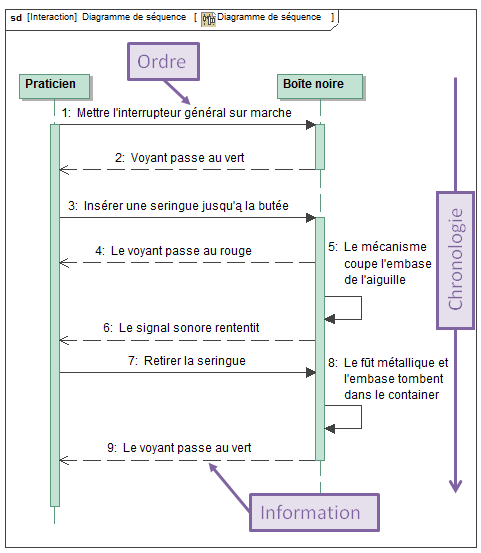 sd [Interaction] Diagramme de séquence [ Diagramme de séquence ]
Ordre
Praticien
Boîte noire
1: Mettre l'interrupteur général sur marche
2: Voyant passe au vert
3: Insérer une seringue jusqu'ą la butée
4: Le voyant passe au rouge
5: Le mécanisme
coupe l'embase
de l'aiguille
6: Le signal sonore rententit
7: Retirer la seringue
8: Le fūt métallique et
l'embase tombent
dans le container
9: Le voyant passe au vert
Information
Chronologie